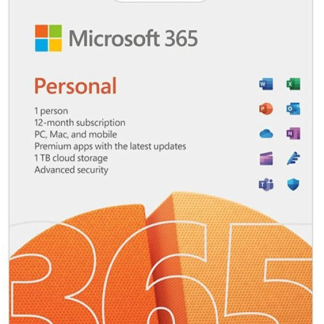 Microsoft 365
Personal
1 person
12-month subscription
PC, Mac, and mobile
Premium apps with the latest updates
1 TB cloud storage
Advanced security
365